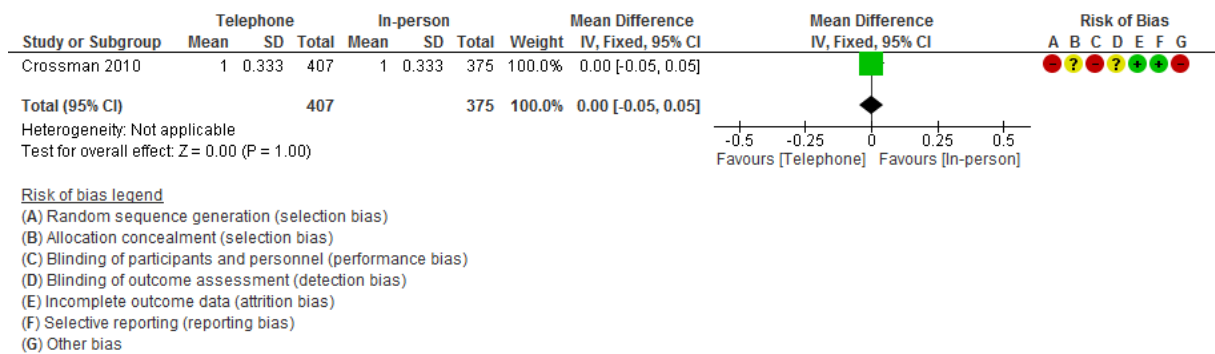 Telephone In-person Mean Difference Mean Difference Risk of Bias
Study or Subgroup Mean SD Total Mean SD Total Weight IV, Fixed, 95% CI IV, Fixed, 95% CI A B C D E F G
Crossman 2010 1 0.333 407 1 0.333 375 100.0% 0.00 [-0.05, 0.05] - ? - ? + + -
Total (95% CI) 407 375 100.0% 0.00 [-0.05, 0.05]
Heterogeneity: Not applicable
Test for overall effect: Z = 0.00 (P = 1.00)
-0.5 -0.25 0 0.25 0.5
Favours [Telephone] Favours [In-person]
Risk of bias legend
(A) Random sequence generation (selection bias)
(B) Allocation concealment (selection bias)
(C) Blinding of participants and personnel (performance bias)
(D) Blinding of outcome assessment (detection bias)
(E) Incomplete outcome data (attrition bias)
(F) Selective reporting (reporting bias)
(G) Other bias